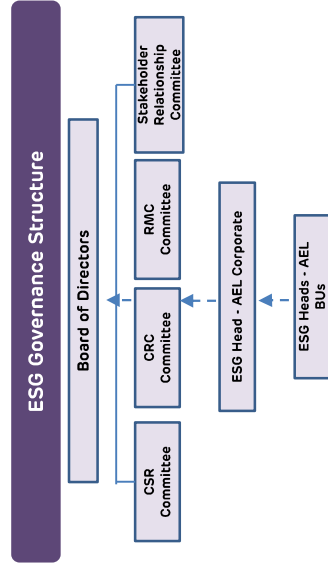 ESG Governance Structure
Board of Directors
CSR
Committee
CRC
Committee
RMC
Committee
Stakeholder
Relationship
Committee
ESG Head - AEL Corporate
ESG Heads - AEL
BUs